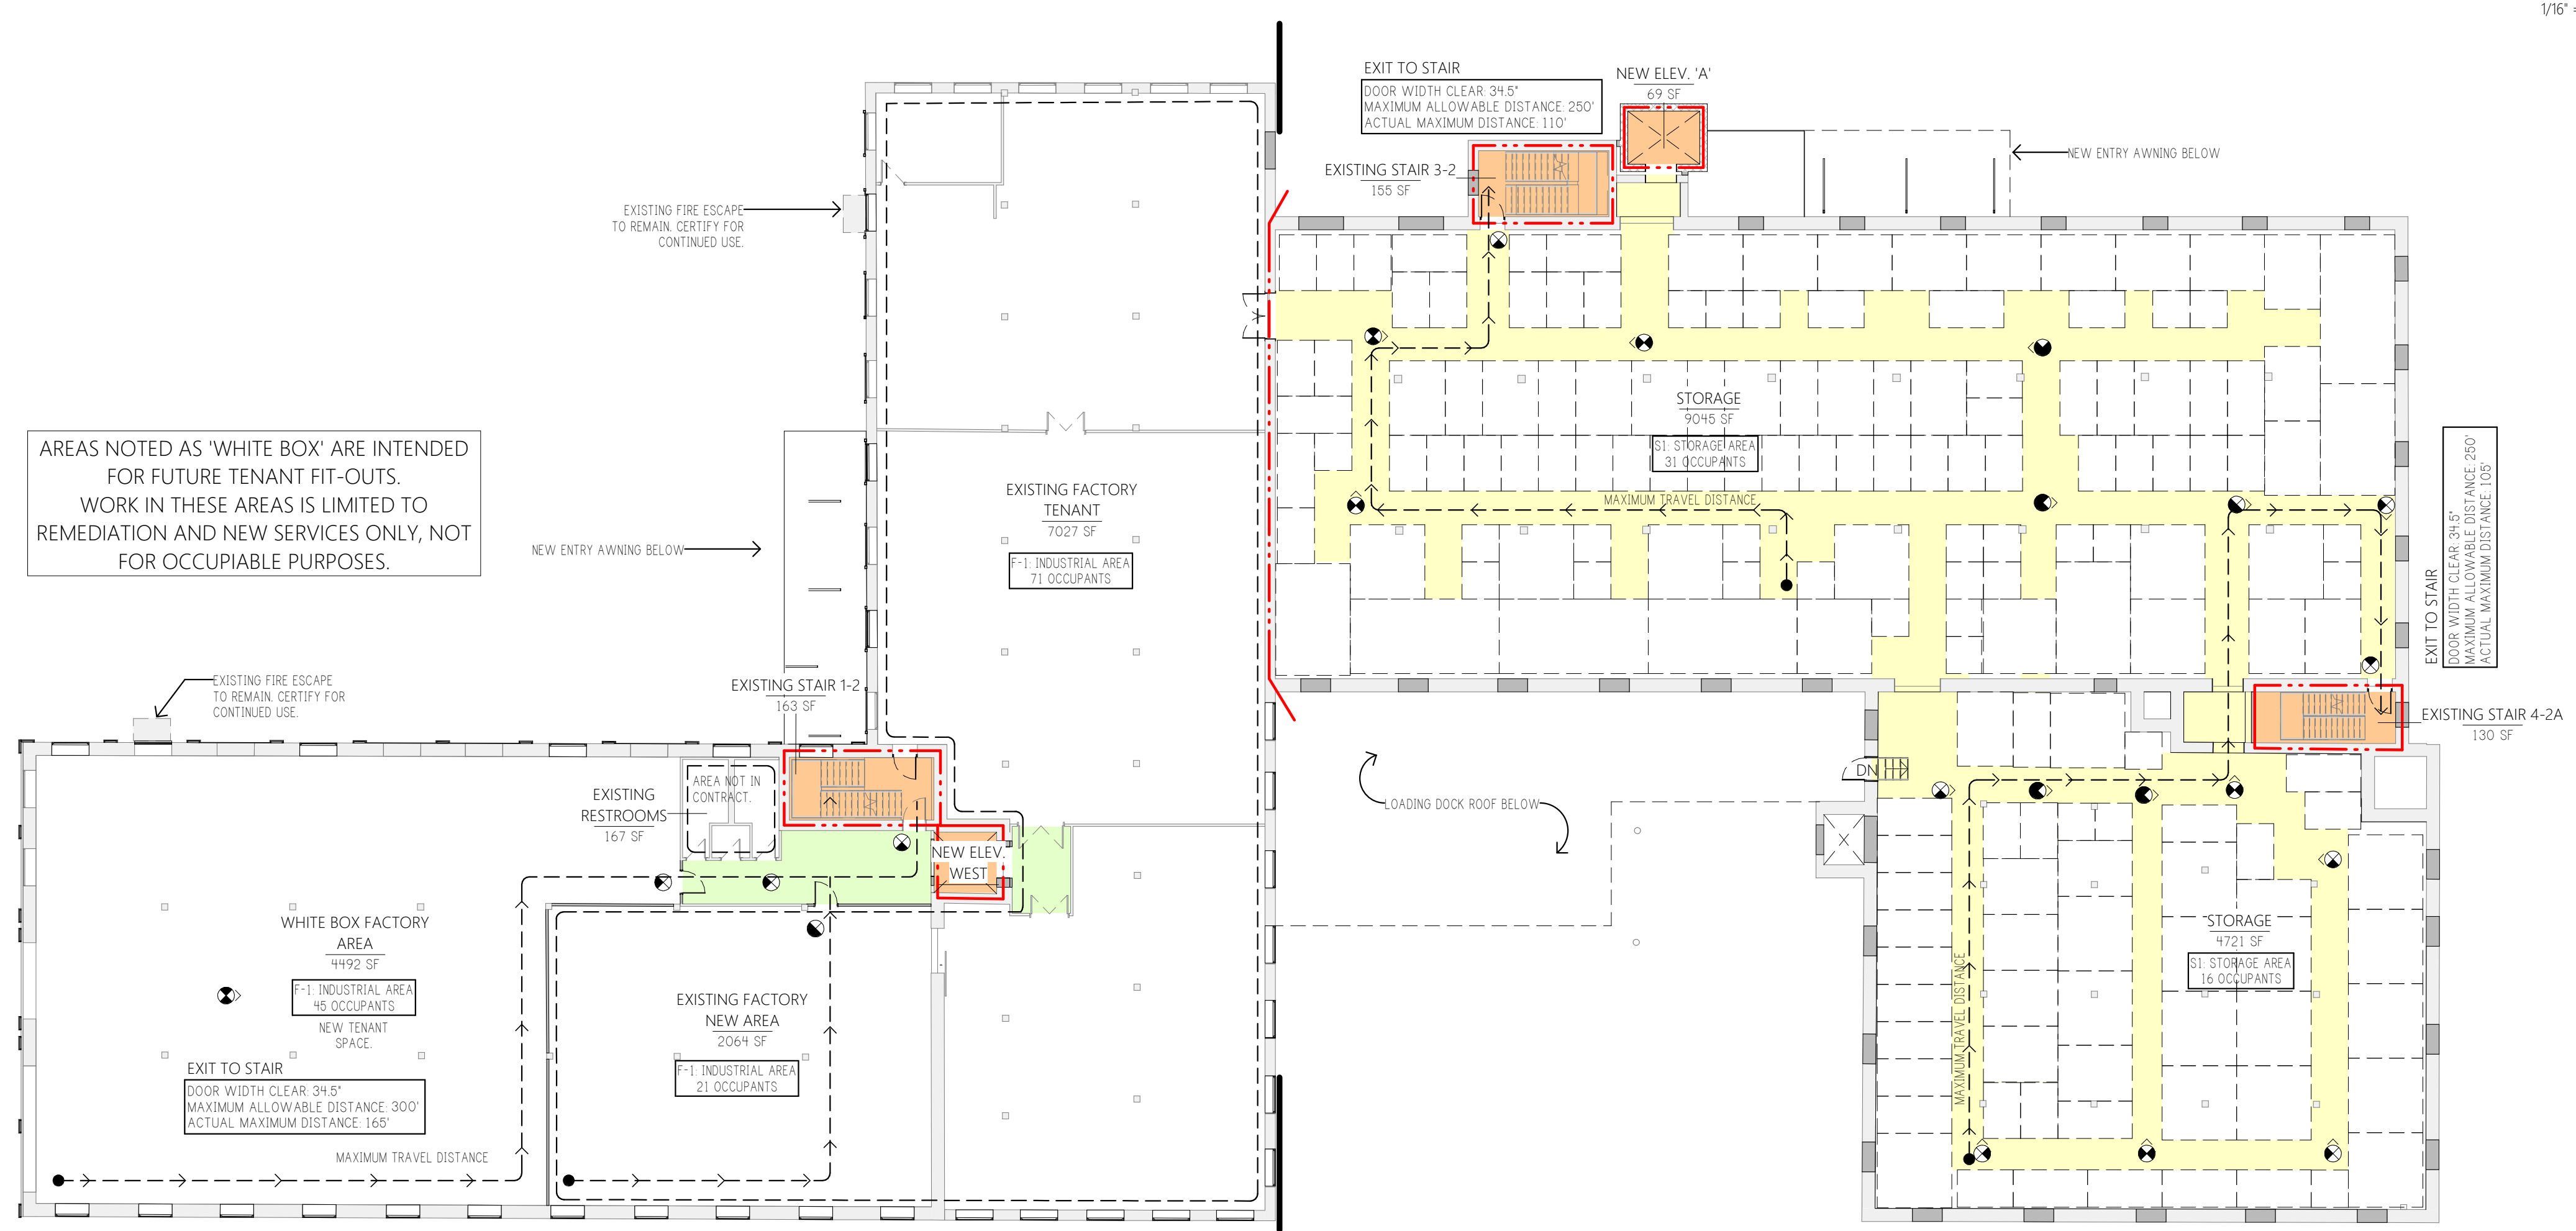 1/16" =
EXIT TO STAIR
DOOR WIDTH CLEAR: 34.5"
MAXIMUM ALLOWABLE DISTANCE: 250'
ACTUAL MAXIMUM DISTANCE: 110'
NEW ELEV. 'A'
69 SF
EXISTING STAIR 3-2
155 SF
NEW ENTRY AWNING BELOW
EXISTING FIRE ESCAPE
TO REMAIN. CERTIFY FOR
CONTINUED USE.
AREAS NOTED AS 'WHITE BOX' ARE INTENDED
FOR FUTURE TENANT FIT-OUTS.
WORK IN THESE AREAS IS LIMITED TO
REMEDIATION AND NEW SERVICES ONLY, NOT
FOR OCCUPIABLE PURPOSES.
NEW ENTRY AWNING BELOW
EXISTING FACTORY
TENANT
7027 SF
F-1: INDUSTRIAL AREA
71 OCCUPANTS
STORAGE
9045 SF
S1: STORAGE AREA
31 OCCUPANTS
MAXIMUM TRAVEL DISTANCE
EXIT TO STAIR
DOOR WIDTH CLEAR: 34.5"
MAXIMUM ALLOWABLE DISTANCE: 250'
ACTUAL MAXIMUM DISTANCE: 105'
EXISTING FIRE ESCAPE
TO REMAIN. CERTIFY FOR
CONTINUED USE.
EXISTING STAIR 1-2
163 SF
EXISTING STAIR 4-2A
130 SF
AREA NOT IN
CONTRACT.
EXISTING
RESTROOMS
167 SF
NEW ELEV.
WEST
LOADING DOCK ROOF BELOW
DN
WHITE BOX FACTORY
AREA
4492 SF
F-1: INDUSTRIAL AREA
45 OCCUPANTS
NEW TENANT
SPACE.
EXIT TO STAIR
DOOR WIDTH CLEAR: 34.5"
MAXIMUM ALLOWABLE DISTANCE: 300'
ACTUAL MAXIMUM DISTANCE: 165'
MAXIMUM TRAVEL DISTANCE
EXISTING FACTORY
NEW AREA
2064 SF
F-1: INDUSTRIAL AREA
21 OCCUPANTS
STORAGE
4721 SF
S1: STORAGE AREA
16 OCCUPANTS
MAXIMUM TRAVEL DISTANCE